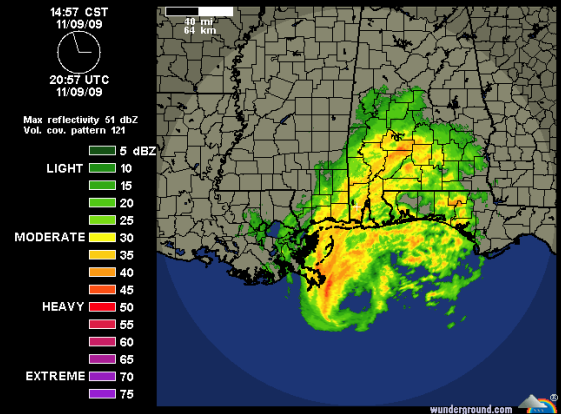 14:57 CST
11/09/09
20:57 UTC
11/09/09
40 mi
64 km
Max reflectivity 51 dbZ
Vol. cov. pattern 121
5 dBZ
LIGHT 10
15
20
25
MODERATE 30
35
40
45
HEAVY 50
55
60
65
EXTREME 70
75
wunderground.com ®